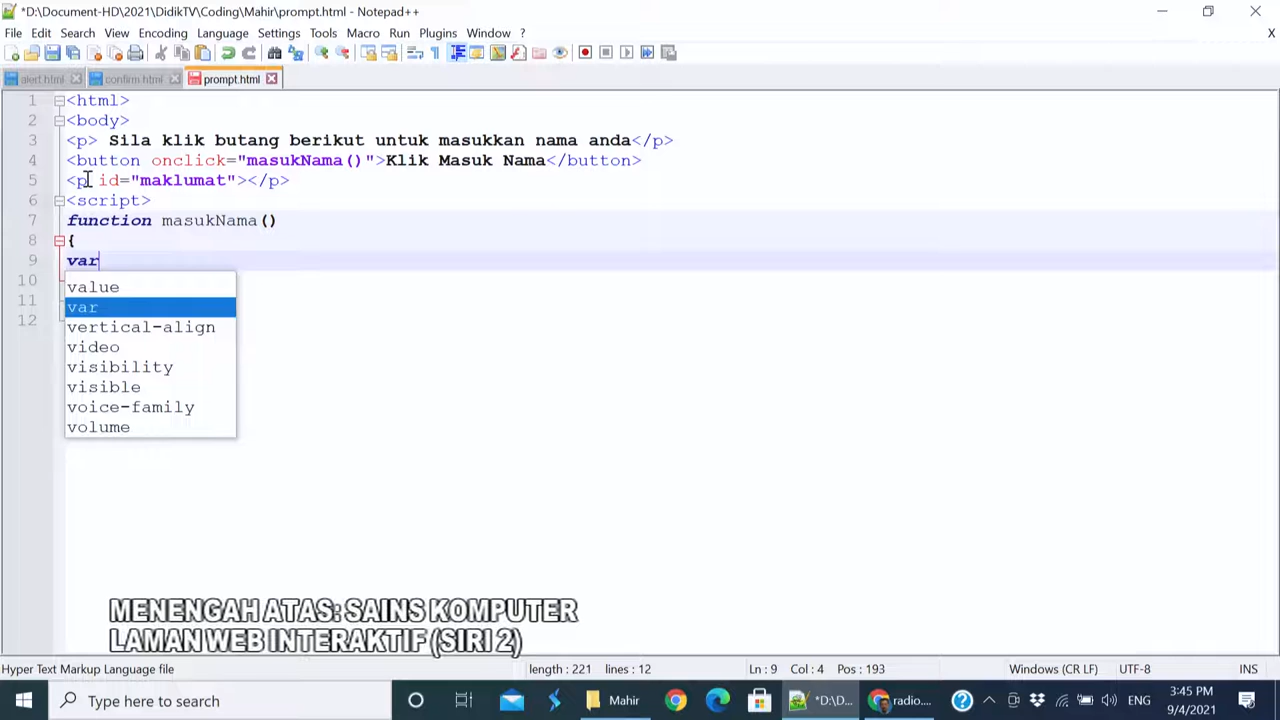 *D:\Document-HD\2021\DidikTV\Coding\Mahir\prompt.html - Notepad++
File Edit Search View Encoding Language Settings Tools Macro Run Plugins Window ? X
alert.html confirm.html prompt.html
1 <html>
2 <body>
3 <p> Sila klik butang berikut untuk masukkan nama anda</p>
4 <button onclick="masukNama()">Klik Masuk Nama</button>
5 <p id="maklumat"></p>
6 <script>
7 function masukNama()
8 {
9 var
10
11
12
value
var
vertical-align
video
visibility
visible
voice-family
volume
MENENGAH ATAS: SAINS KOMPUTER
LAMAN WEB INTERAKTIF (SIRI 2)
Hyper Text Markup Language file length : 221 lines : 12 Ln : 9 Col : 4 Pos : 193 Windows (CR LF) UTF-8 INS
Type here to search Mahir *D:\D... radio.... ENG 3:45 PM
9/4/2021